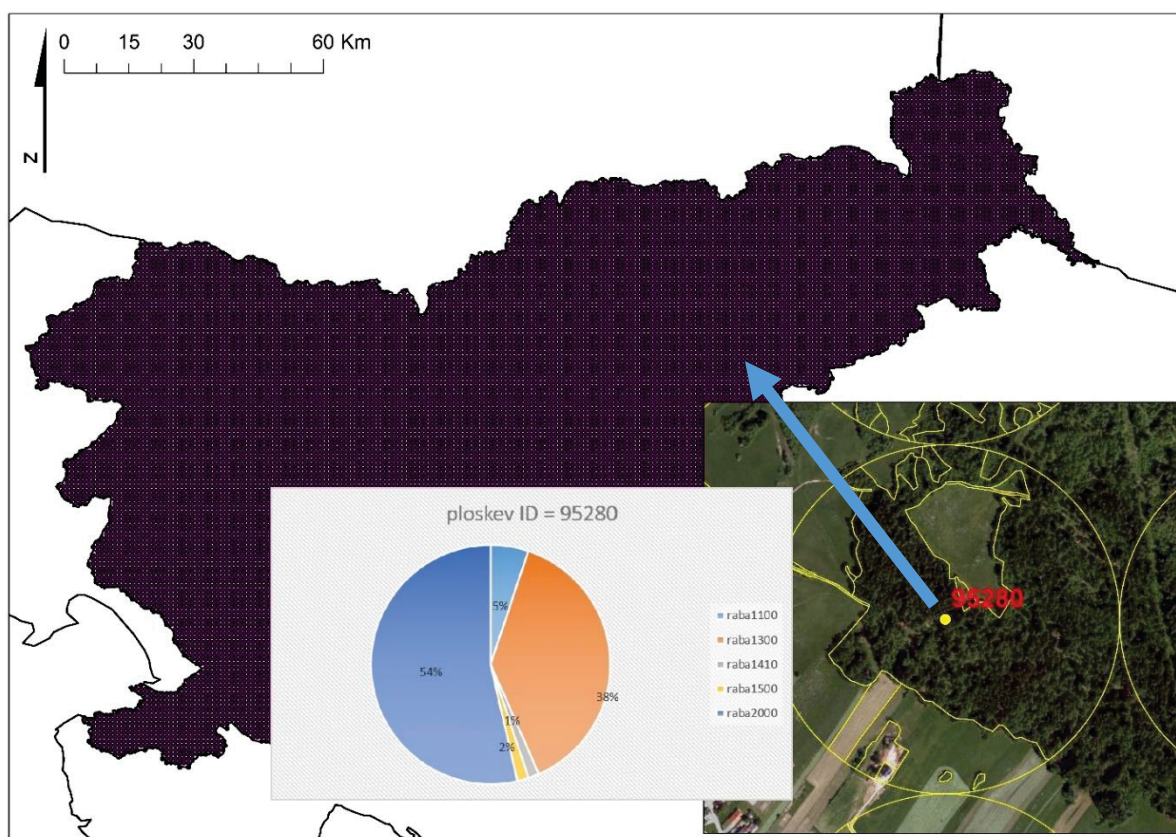 0 15 30 60 Km
N
ploskev ID = 95280
5%
38%
1%
2%
54%
raba1100
raba1300
raba1410
raba1500
raba2000
95280